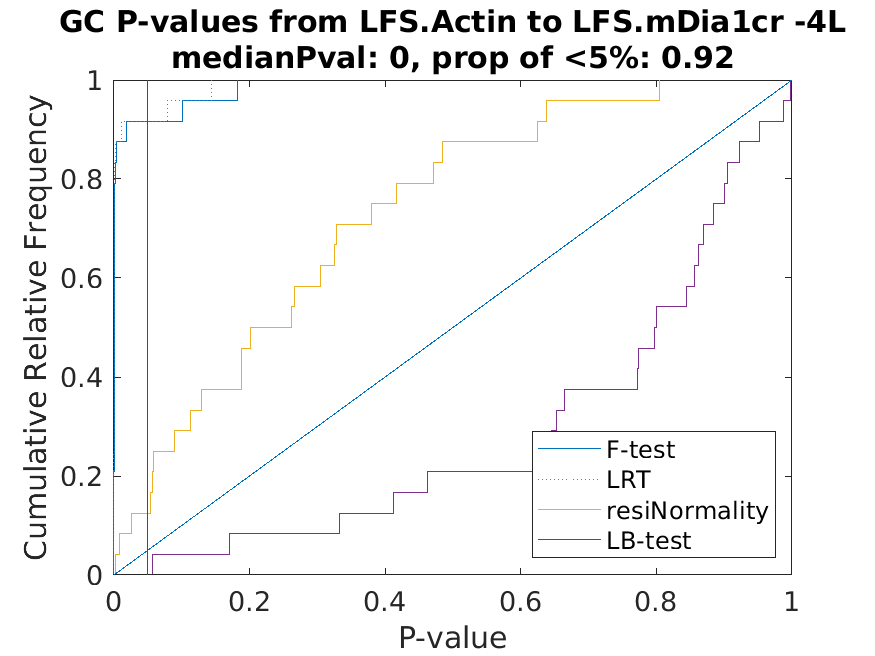 GC P-values from LFS.Actin to LFS.mDia1cr -4L
medianPval: 0, prop of <5%: 0.92
Cumulative Relative Frequency
1
0.8
0.6
0.4
0.2
0
F-test
LRT
resiNormality
LB-test
0 0.2 0.4 0.6 0.8 1
P-value